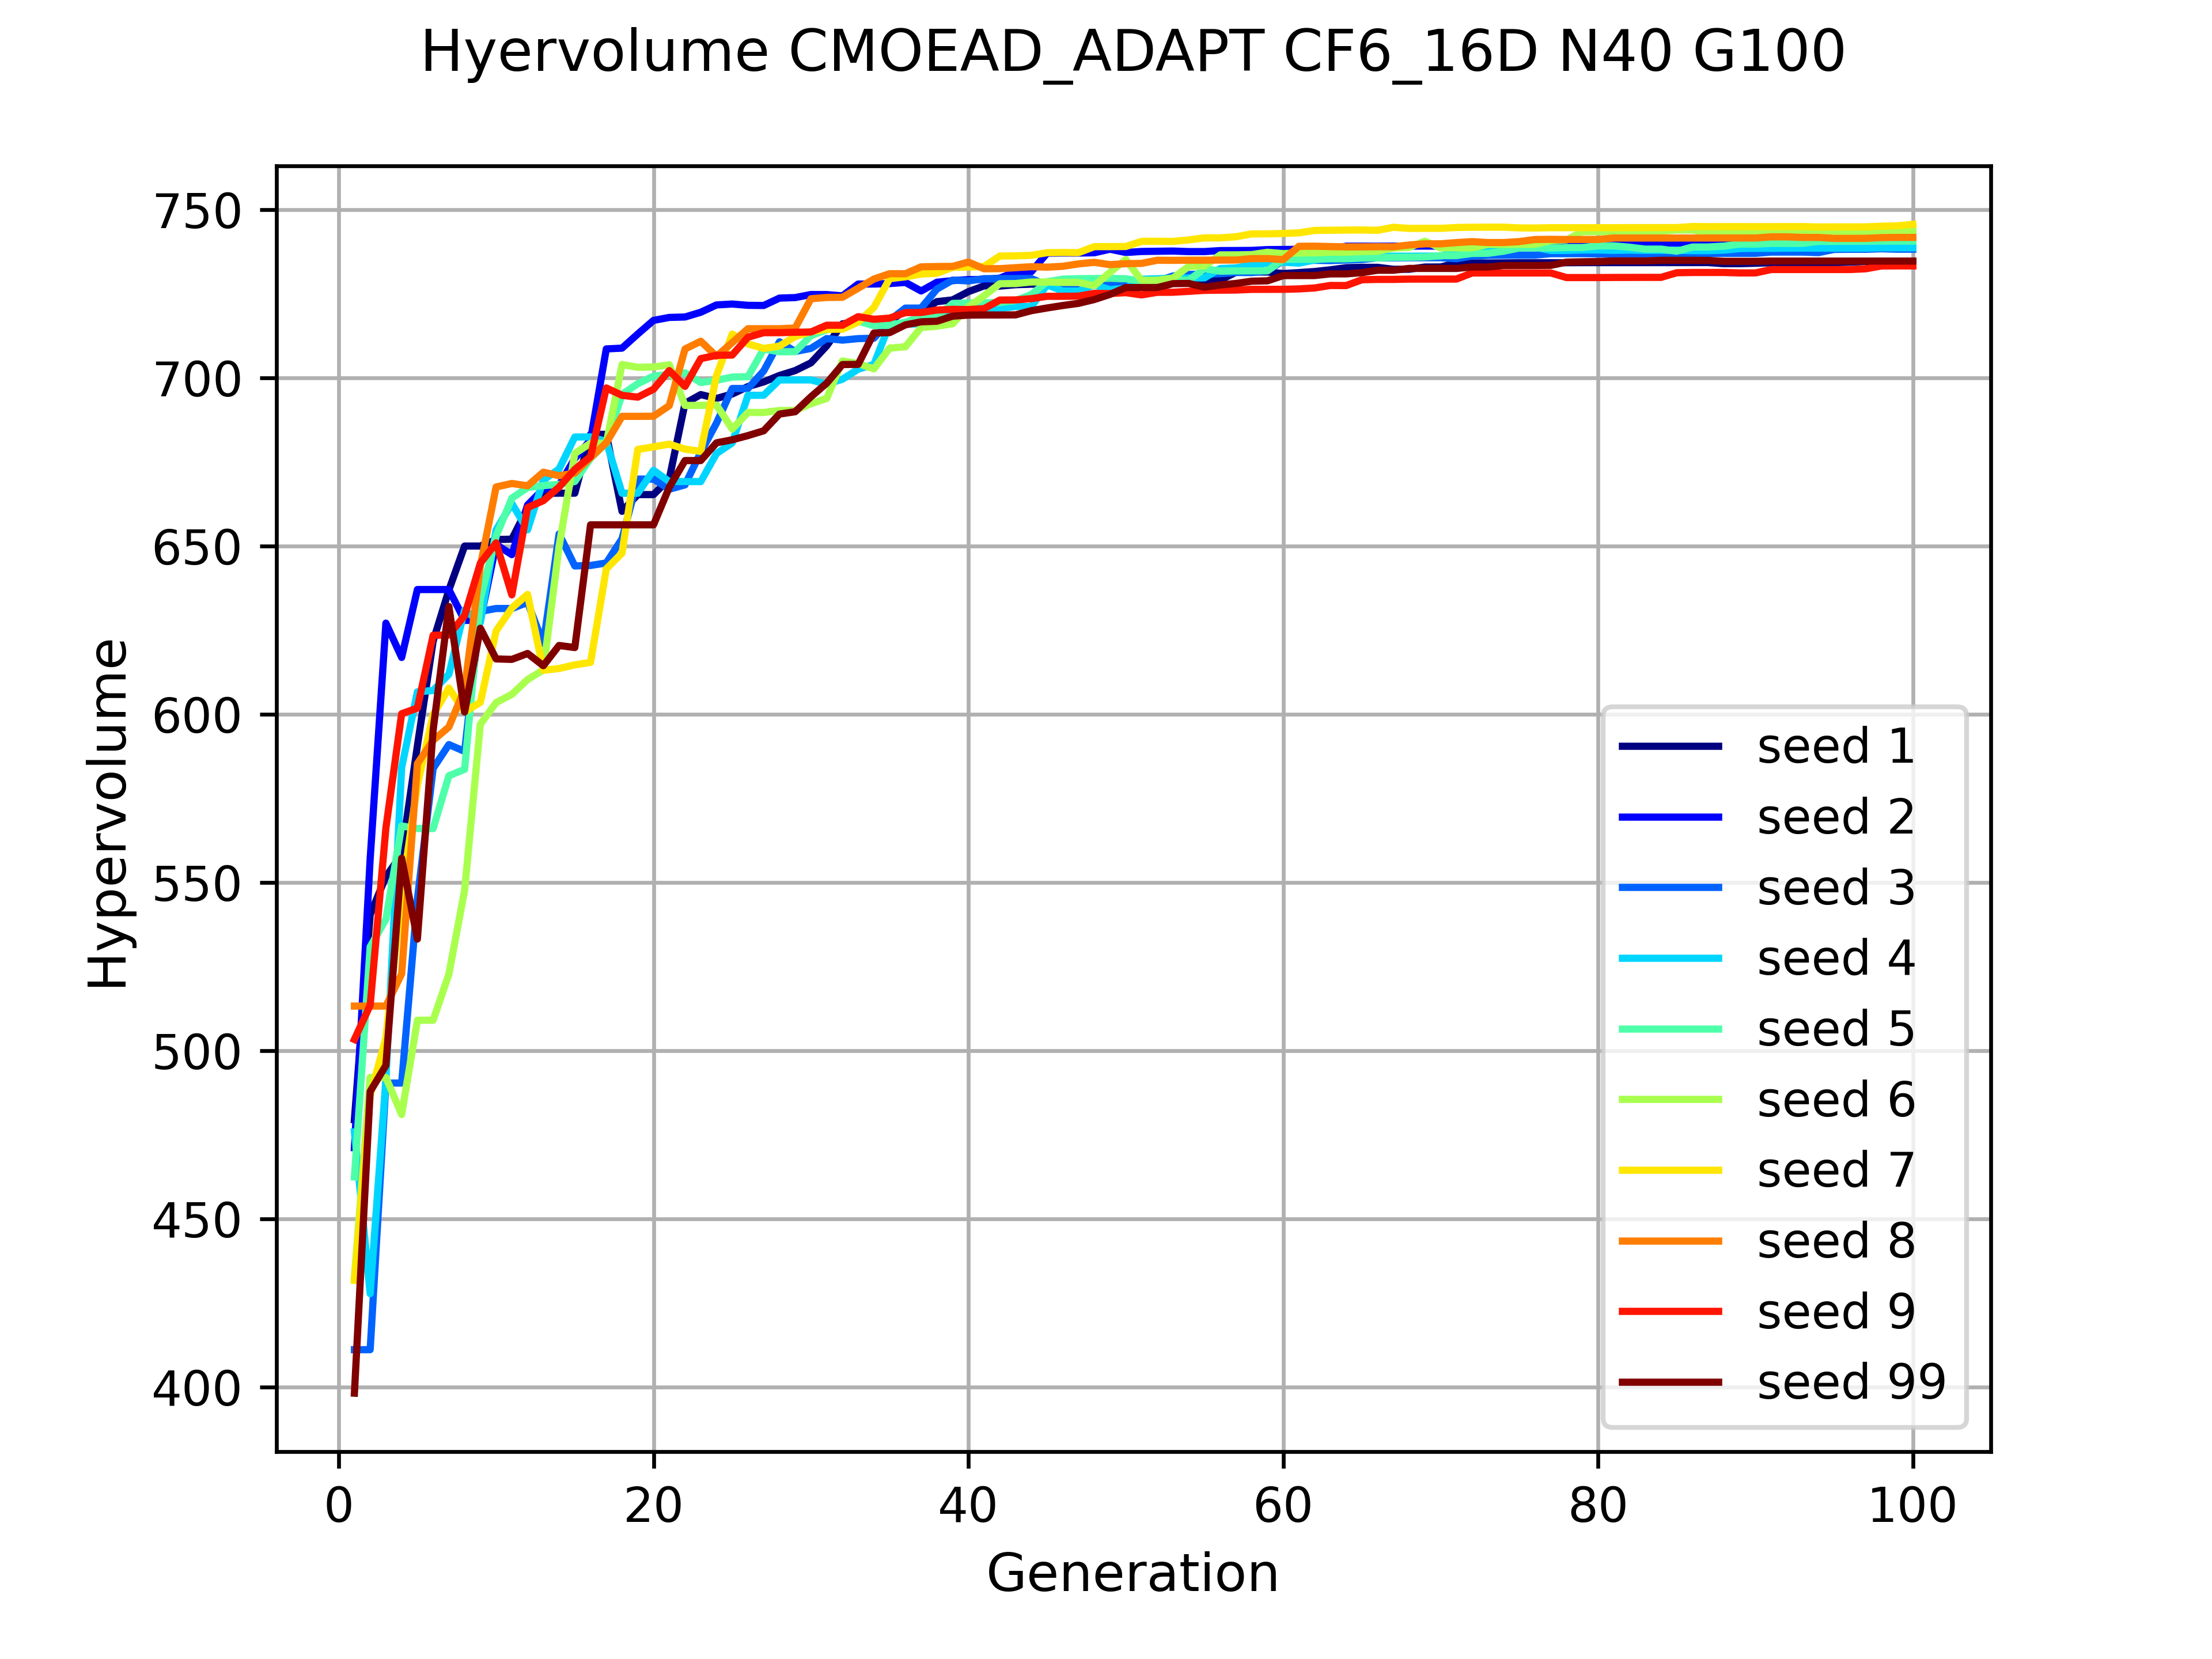 Hyervolume CMOEAD_ADAPT CF6_16D N40 G100
750
700
650
600
550
500
450
400
Hypervolume
0 20 40 60 80 100
Generation
seed 1
seed 2
seed 3
seed 4
seed 5
seed 6
seed 7
seed 8
seed 9
seed 99